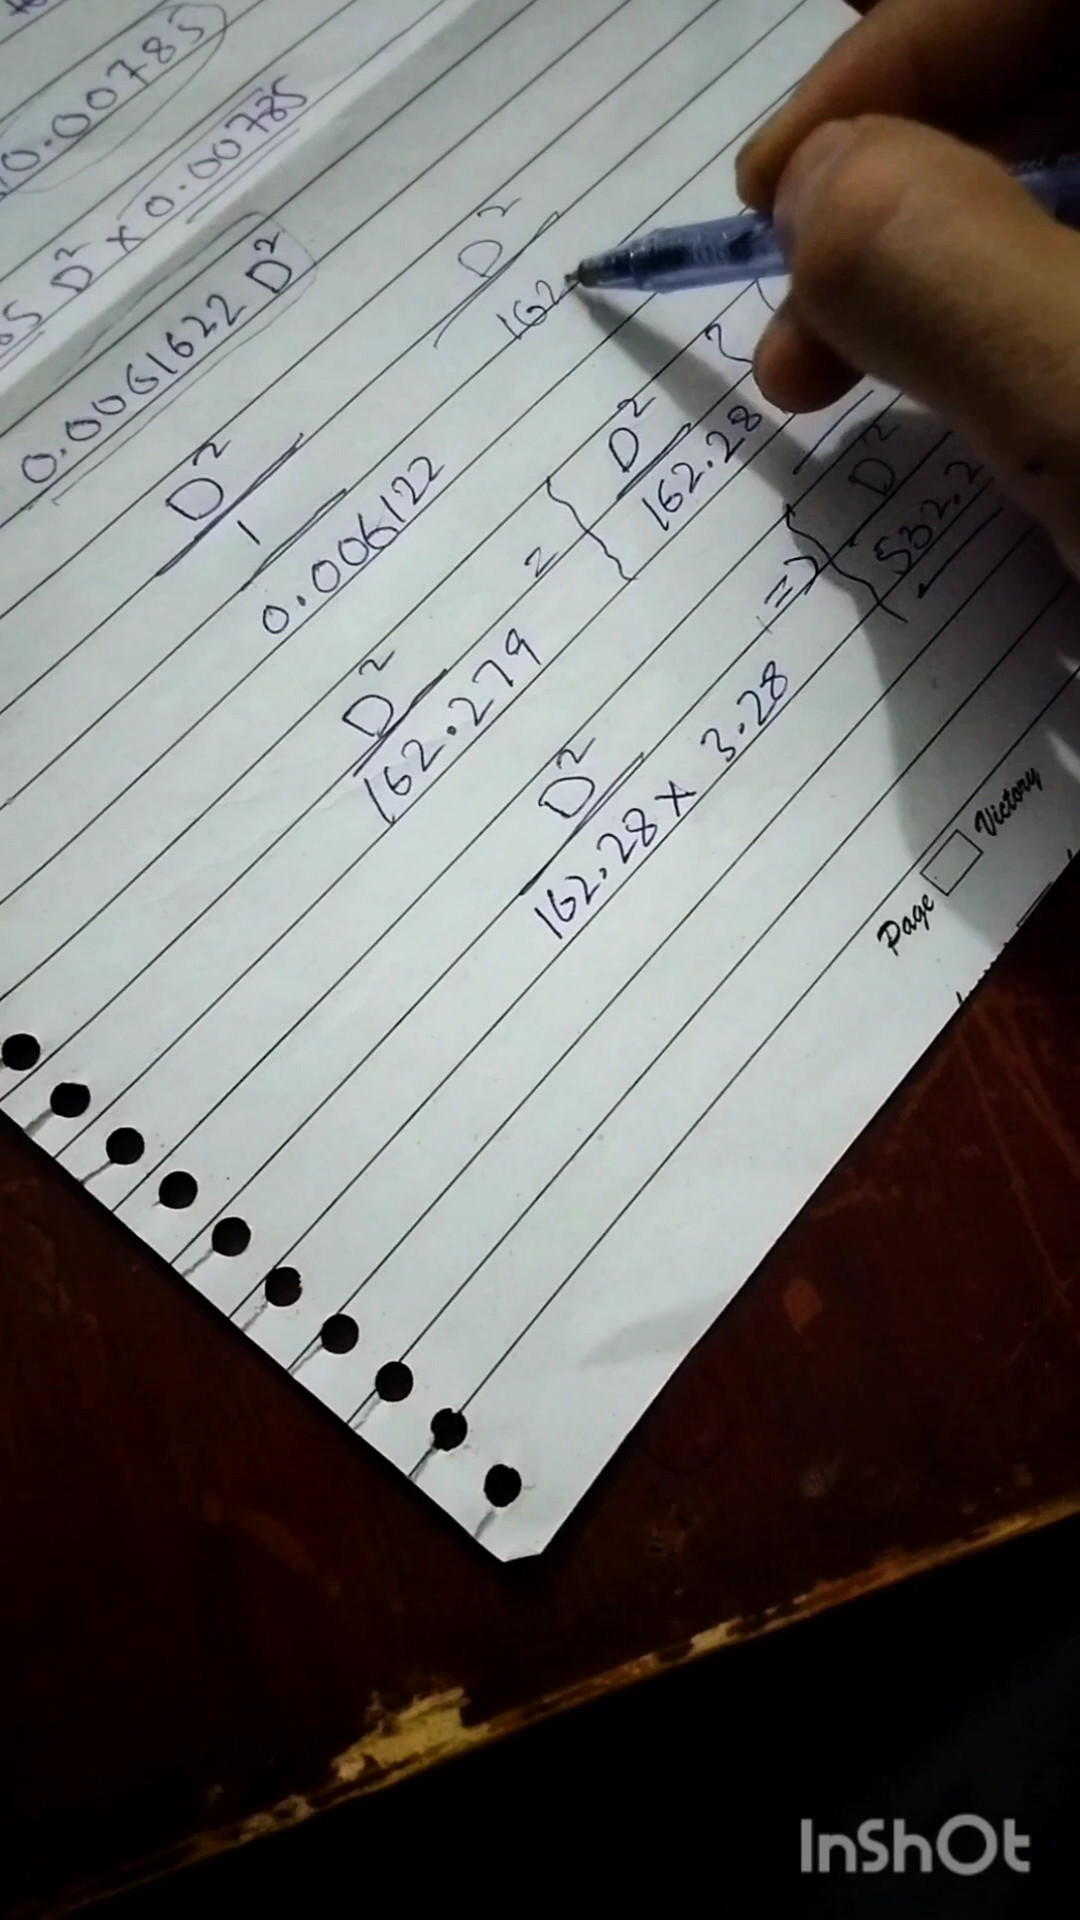 0.00785
D² × 0.00785
0.0061622 D²
D²
1
0.006122
D²
162
D²
162.279
=
D²
162.28
D²
162.28 × 3.28
=>
D²
532.2
Page
Victory
InShOt